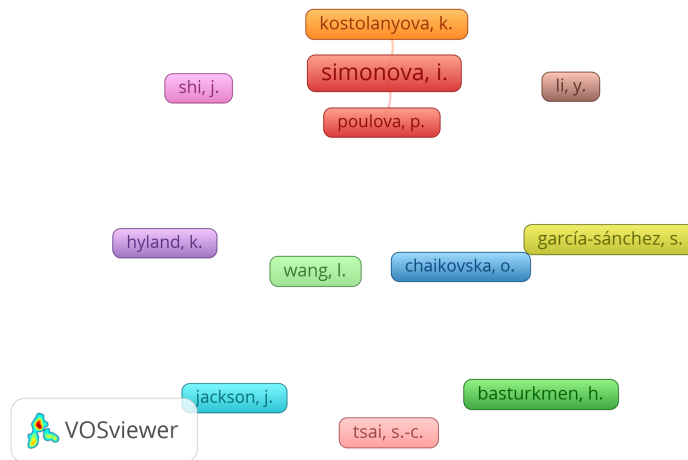 kostolanyova, k.
simonova, i.
shi, j.
li, y.
poulova, p.
hyland, k.
garcía-sánchez, s.
wang, l.
chaikovska, o.
jackson, j.
basturkmen, h.
tsai, s.-c.
VOSviewer